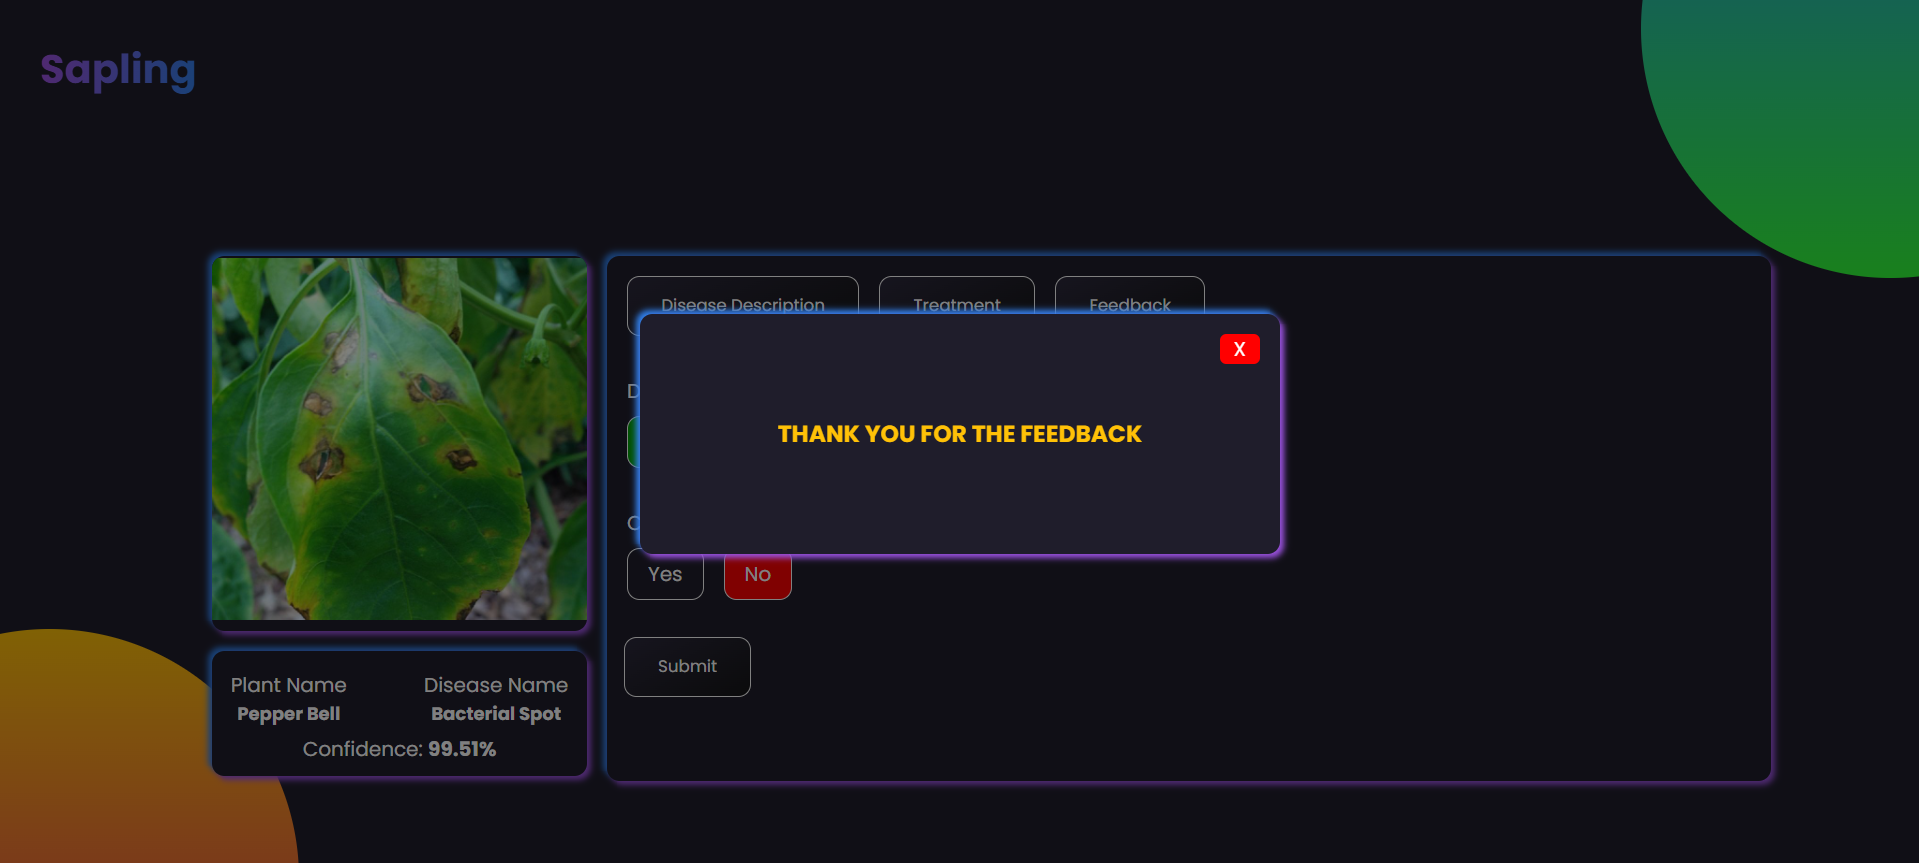 Sapling
Disease Description
Treatment
Feedback
X
THANK YOU FOR THE FEEDBACK
Yes
No
Submit
Plant Name
Disease Name
Pepper Bell
Bacterial Spot
Confidence: 99.51%